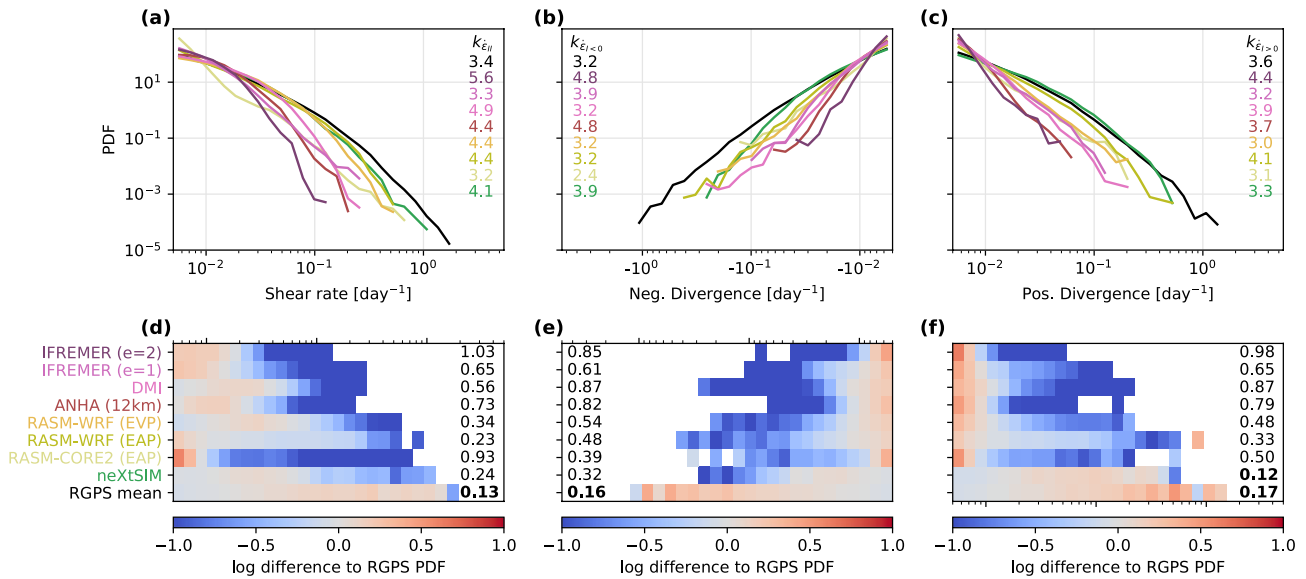 (a)
(b)
(c)
PDF
10^1
10^-1
10^-3
10^-5
k_ε̇II
3.4
5.6
3.3
4.9
4.4
4.4
4.4
3.2
4.1
10^-2
10^-1
10^0
Shear rate [day^-1]
k_ε̇I<0
3.2
4.8
3.9
3.2
4.8
3.2
3.2
2.4
3.9
-10^0
-10^-1
-10^-2
Neg. Divergence [day^-1]
k_ε̇I>0
3.6
4.4
3.2
3.9
3.7
3.0
4.1
3.1
3.3
10^-2
10^-1
10^0
Pos. Divergence [day^-1]
(d)
(e)
(f)
IFREMER (e=2)
IFREMER (e=1)
DMI
ANHA (12km)
RASM-WRF (EVP)
RASM-WRF (EAP)
RASM-CORE2 (EAP)
neXtSIM
RGPS mean
1.03
0.65
0.56
0.73
0.34
0.23
0.93
0.24
0.13
0.85
0.61
0.87
0.82
0.54
0.48
0.39
0.32
0.16
0.98
0.66
0.79
0.69
0.48
0.33
0.50
0.12
0.17
−1.0 −0.5 0.0 0.5 1.0
log difference to RGPS PDF
−1.0 −0.5 0.0 0.5 1.0
log difference to RGPS PDF
−1.0 −0.5 0.0 0.5 1.0
log difference to RGPS PDF